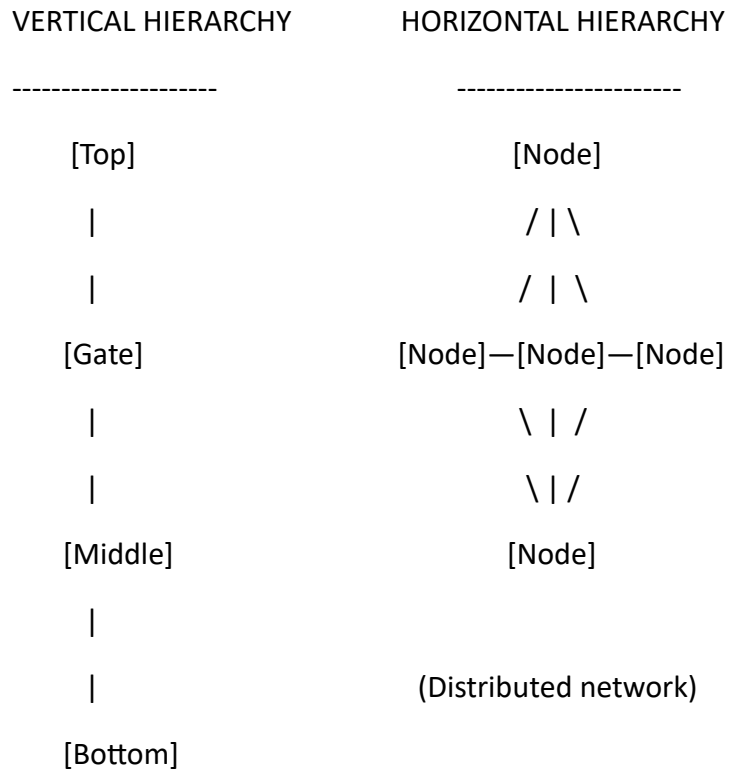 VERTICAL HIERARCHY HORIZONTAL HIERARCHY
--------------------- -----------------------
[Top] [Node]
| / | \
| / | \
[Gate] [Node]—[Node]—[Node]
| \ | /
| \ | /
[Middle] [Node]
|
| (Distributed network)
[Bottom]